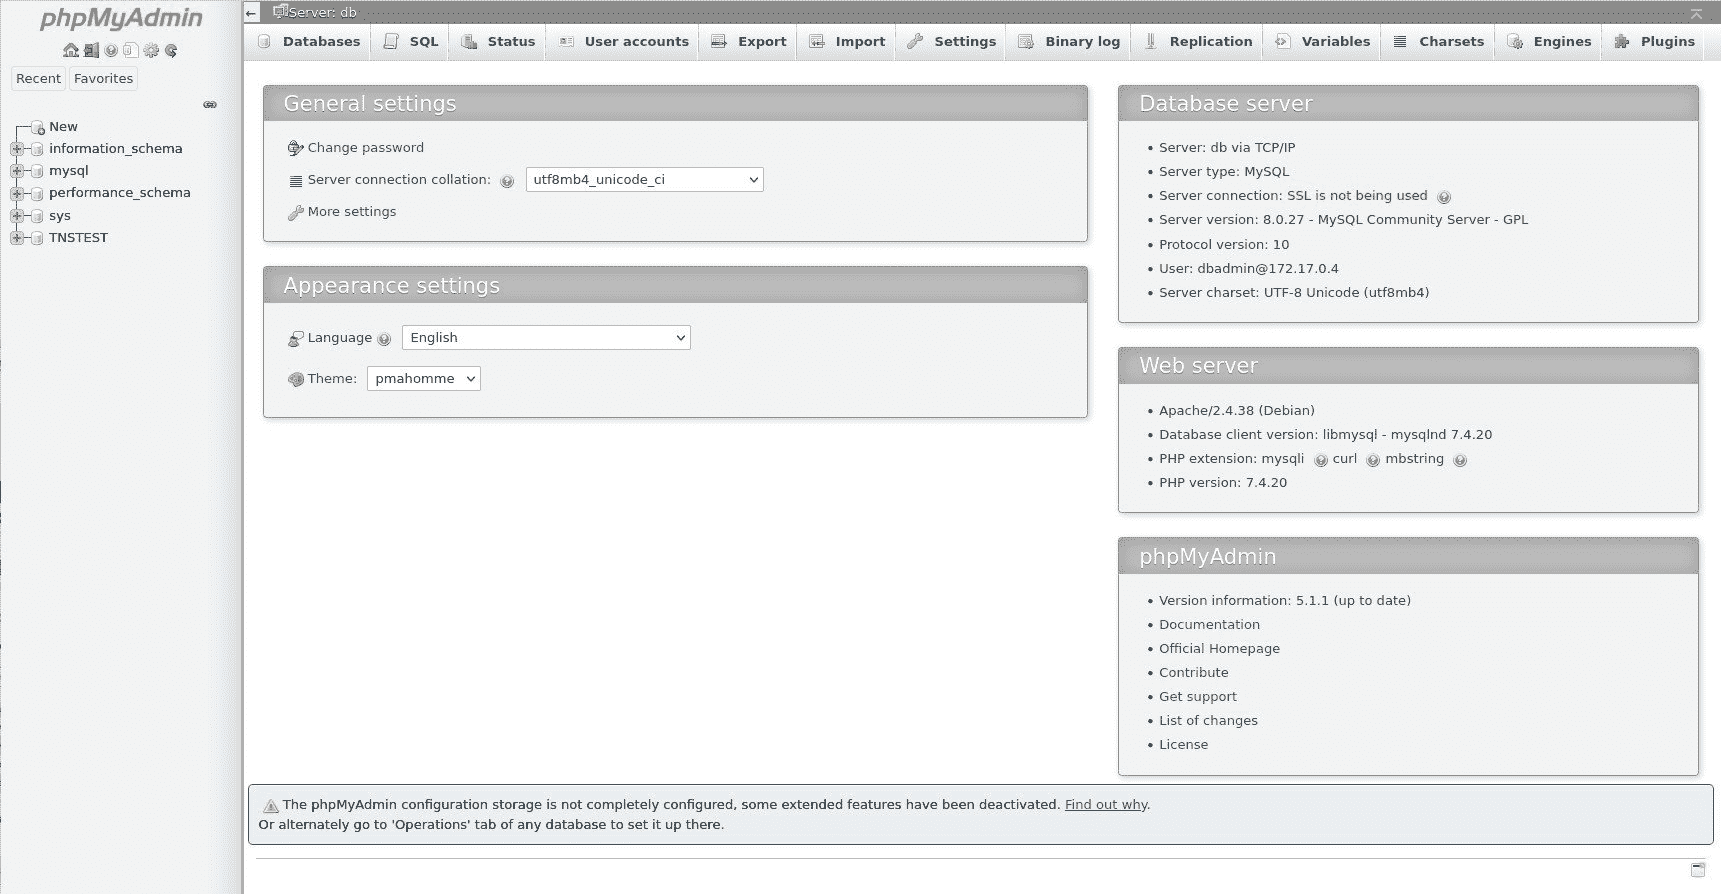 phpMyAdmin
Recent
Favorites
New
information_schema
mysql
performance_schema
sys
TNSTEST
Server: db
Databases
SQL
Status
User accounts
Export
Import
Settings
Binary log
Replication
Variables
Charsets
Engines
Plugins
General settings
Change password
Server connection collation:
utf8mb4_unicode_ci
More settings
Appearance settings
Language
English
Theme:
pmahomme
Database server
• Server: db via TCP/IP
• Server type: MySQL
• Server connection: SSL is not being used
• Server version: 8.0.27 - MySQL Community Server - GPL
• Protocol version: 10
• User: dbadmin@172.17.0.4
• Server charset: UTF-8 Unicode (utf8mb4)
Web server
• Apache/2.4.38 (Debian)
• Database client version: libmysql - mysqlnd 7.4.20
• PHP extension: mysqli curl mbstring
• PHP version: 7.4.20
phpMyAdmin
• Version information: 5.1.1 (up to date)
• Documentation
• Official Homepage
• Contribute
• Get support
• List of changes
• License
The phpMyAdmin configuration storage is not completely configured, some extended features have been deactivated. Find out why.
Or alternately go to 'Operations' tab of any database to set it up there.